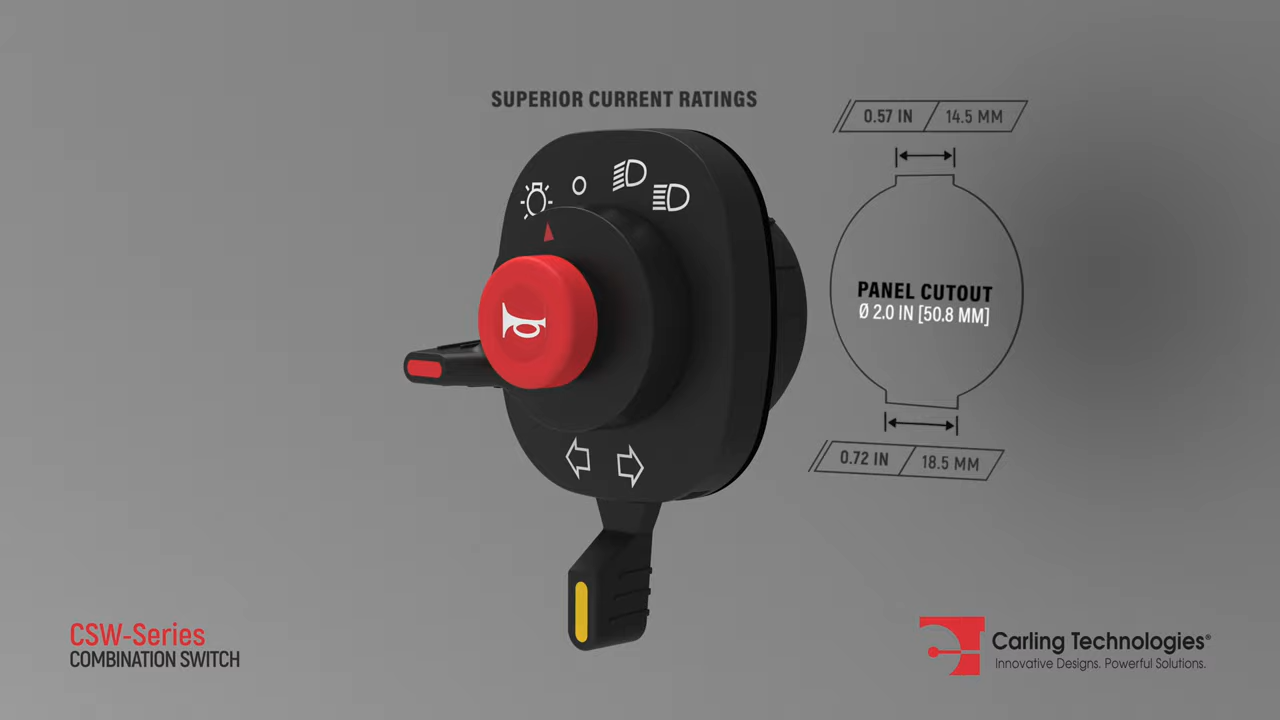 SUPERIOR CURRENT RATINGS
0.57 IN 14.5 MM
PANEL CUTOUT
Ø 2.0 IN [50.8 MM]
0.72 IN 18.5 MM
CSW-Series
COMBINATION SWITCH
Carling Technologies®
Innovative Designs. Powerful Solutions.